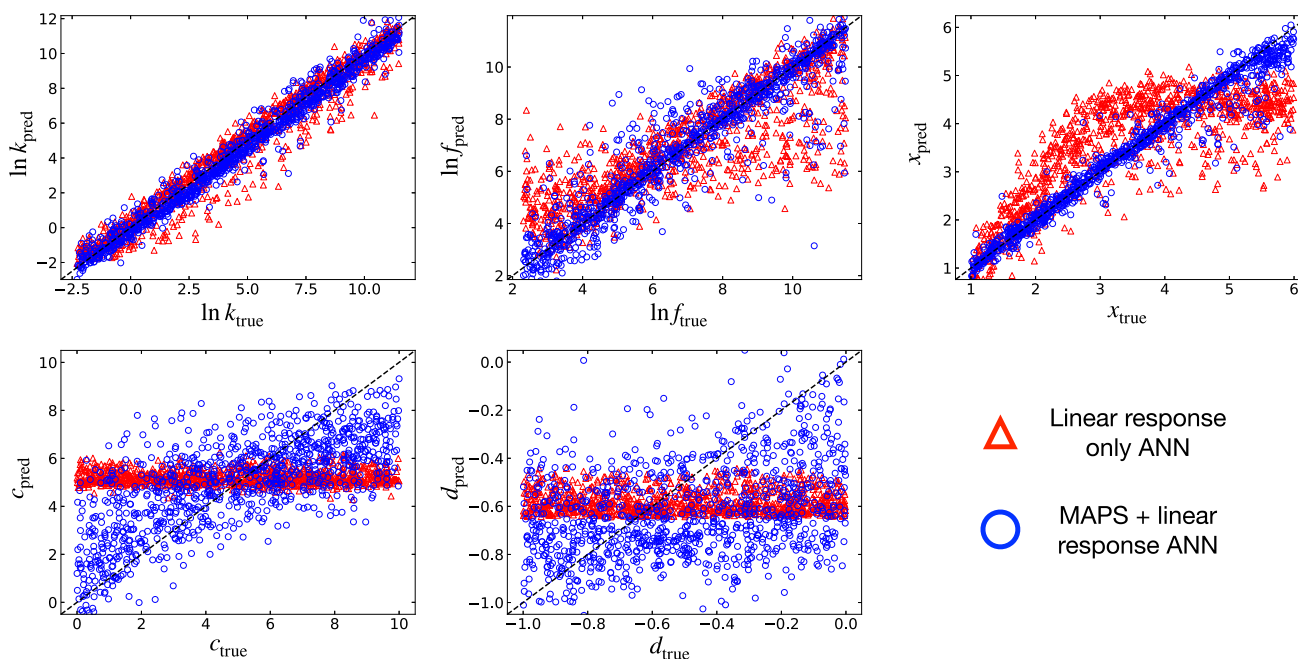 12
10
8
6
4
2
0
−2
ln k_pred
−2.5 0.0 2.5 5.0 7.5 10.0
ln k_true
10
8
6
4
2
ln f_pred
2 4 6 8 10
ln f_true
6
5
4
3
2
1
x_pred
1 2 3 4 5 6
x_true
10
8
6
4
2
0
c_pred
0 2 4 6 8 10
c_true
0.0
−0.2
−0.4
−0.6
−0.8
−1.0
d_pred
−1.0 −0.8 −0.6 −0.4 −0.2 0.0
d_true
Linear response
only ANN
MAPS + linear
response ANN